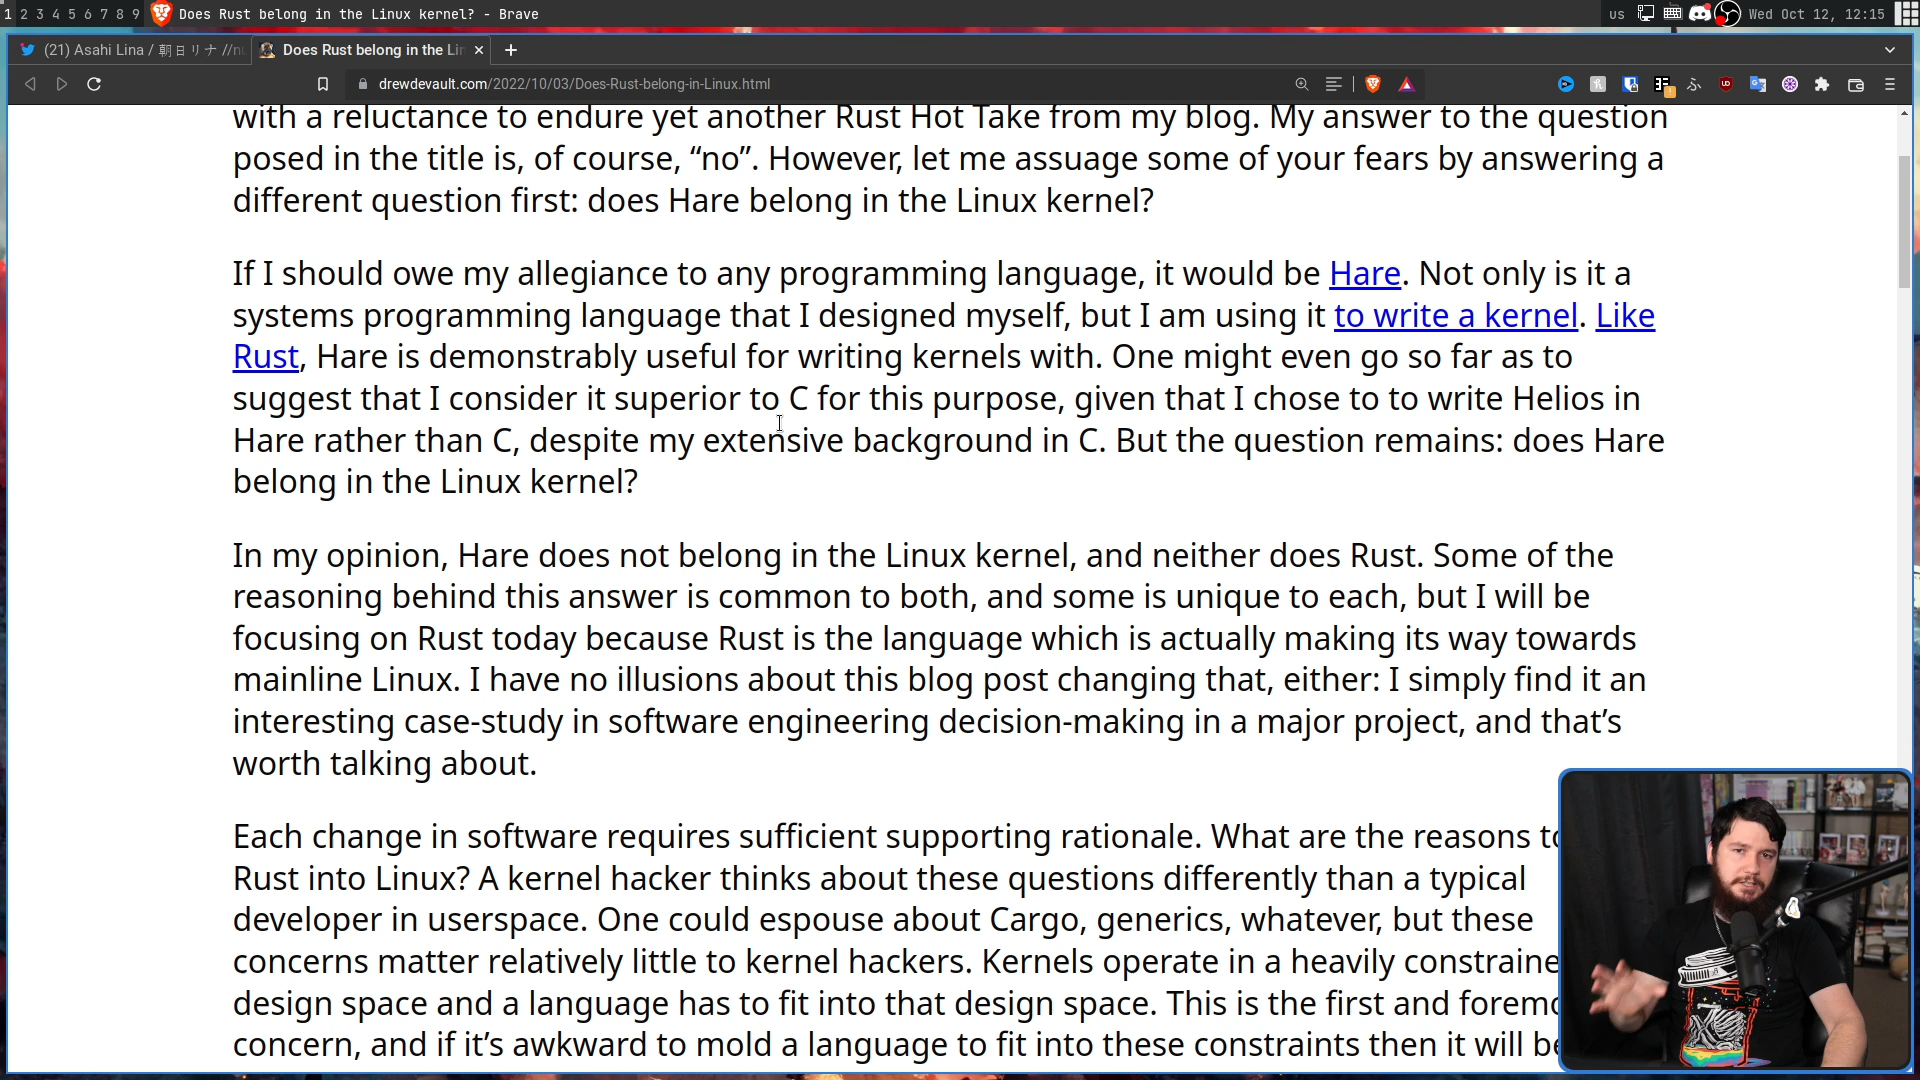 1 2 3 4 5 6 7 8 9 Does Rust belong in the Linux kernel? - Brave us Wed Oct 12, 12:15
(21) Asahi Lina / 朝日リナ //nu Does Rust belong in the Lin
drewdevault.com/2022/10/03/Does-Rust-belong-in-Linux.html
with a reluctance to endure yet another Rust Hot Take from my blog. My answer to the question
posed in the title is, of course, “no”. However, let me assuage some of your fears by answering a
different question first: does Hare belong in the Linux kernel?
If I should owe my allegiance to any programming language, it would be Hare. Not only is it a
systems programming language that I designed myself, but I am using it to write a kernel. Like
Rust, Hare is demonstrably useful for writing kernels with. One might even go so far as to
suggest that I consider it superior to C for this purpose, given that I chose to to write Helios in
Hare rather than C, despite my extensive background in C. But the question remains: does Hare
belong in the Linux kernel?
In my opinion, Hare does not belong in the Linux kernel, and neither does Rust. Some of the
reasoning behind this answer is common to both, and some is unique to each, but I will be
focusing on Rust today because Rust is the language which is actually making its way towards
mainline Linux. I have no illusions about this blog post changing that, either: I simply find it an
interesting case-study in software engineering decision-making in a major project, and that’s
worth talking about.
Each change in software requires sufficient supporting rationale. What are the reasons to
Rust into Linux? A kernel hacker thinks about these questions differently than a typical
developer in userspace. One could espouse about Cargo, generics, whatever, but these
concerns matter relatively little to kernel hackers. Kernels operate in a heavily constraine
design space and a language has to fit into that design space. This is the first and foremo
concern, and if it’s awkward to mold a language to fit into these constraints then it will be